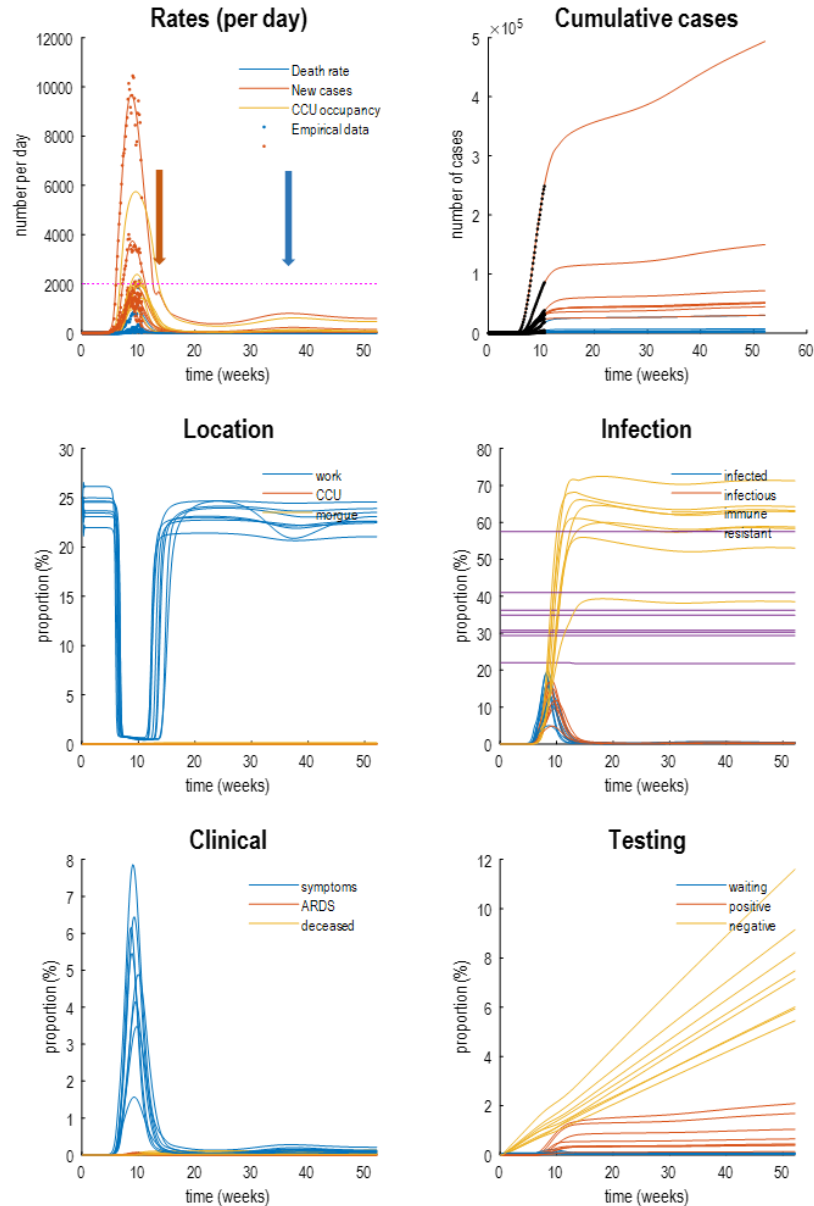 Rates (per day)
12000
10000
8000
6000
4000
2000
0
number per day
Death rate
New cases
CCU occupancy
Empirical data
0 10 20 30 40 50
time (weeks)
Cumulative cases
×10⁵
5
4
3
2
1
0
number of cases
0 10 20 30 40 50 60
time (weeks)
Location
30
25
20
15
10
5
0
proportion (%)
work
CCU
morgue
0 10 20 30 40 50
time (weeks)
Infection
80
70
60
50
40
30
20
10
0
proportion (%)
infected
infectious
immune
resistant
0 10 20 30 40 50
time (weeks)
Clinical
8
7
6
5
4
3
2
1
0
proportion (%)
symptoms
ARDS
deceased
0 10 20 30 40 50
time (weeks)
Testing
12
10
8
6
4
2
0
proportion (%)
waiting
positive
negative
0 10 20 30 40 50
time (weeks)